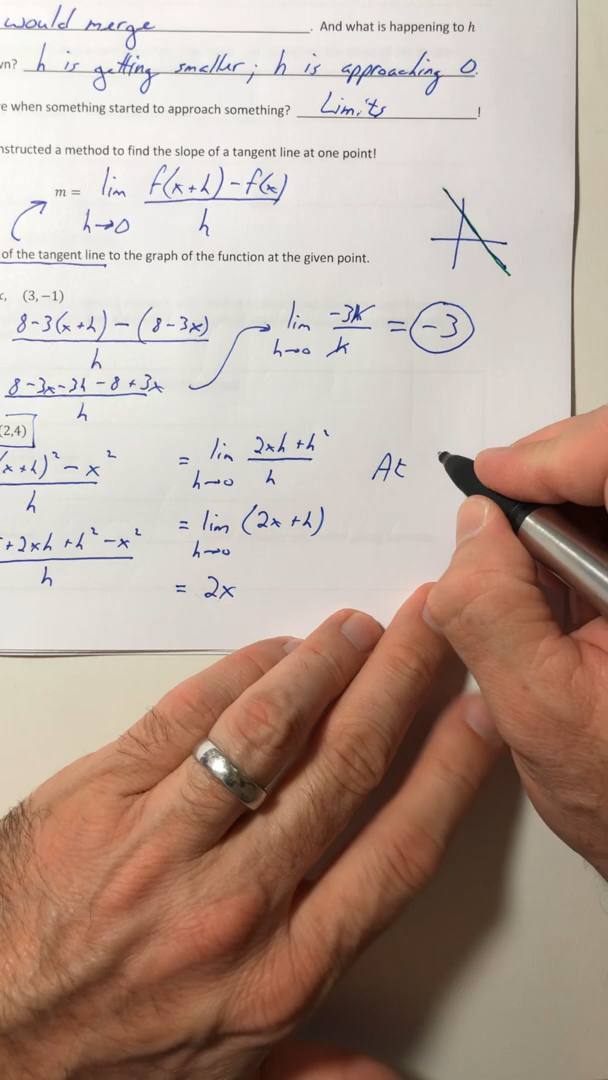 would merge. And what is happening to h
wn? h is getting smaller; h is approaching 0.
e when something started to approach something? Limits!
nstructed a method to find the slope of a tangent line at one point!
m = lim h→0 f(x+h)-f(x) / h
of the tangent line to the graph of the function at the given point.
x, (3,−1)
8-3(x+h) - (8-3x) / h
lim h→0 -3h / h = -3
8-3x-3h-8+3x / h
(2,4)
x+h)² - x² / h
= lim h→0 2xh+h² / h
At
+2xh+h²-x² / h
= lim h→0 (2x+h)
= 2x